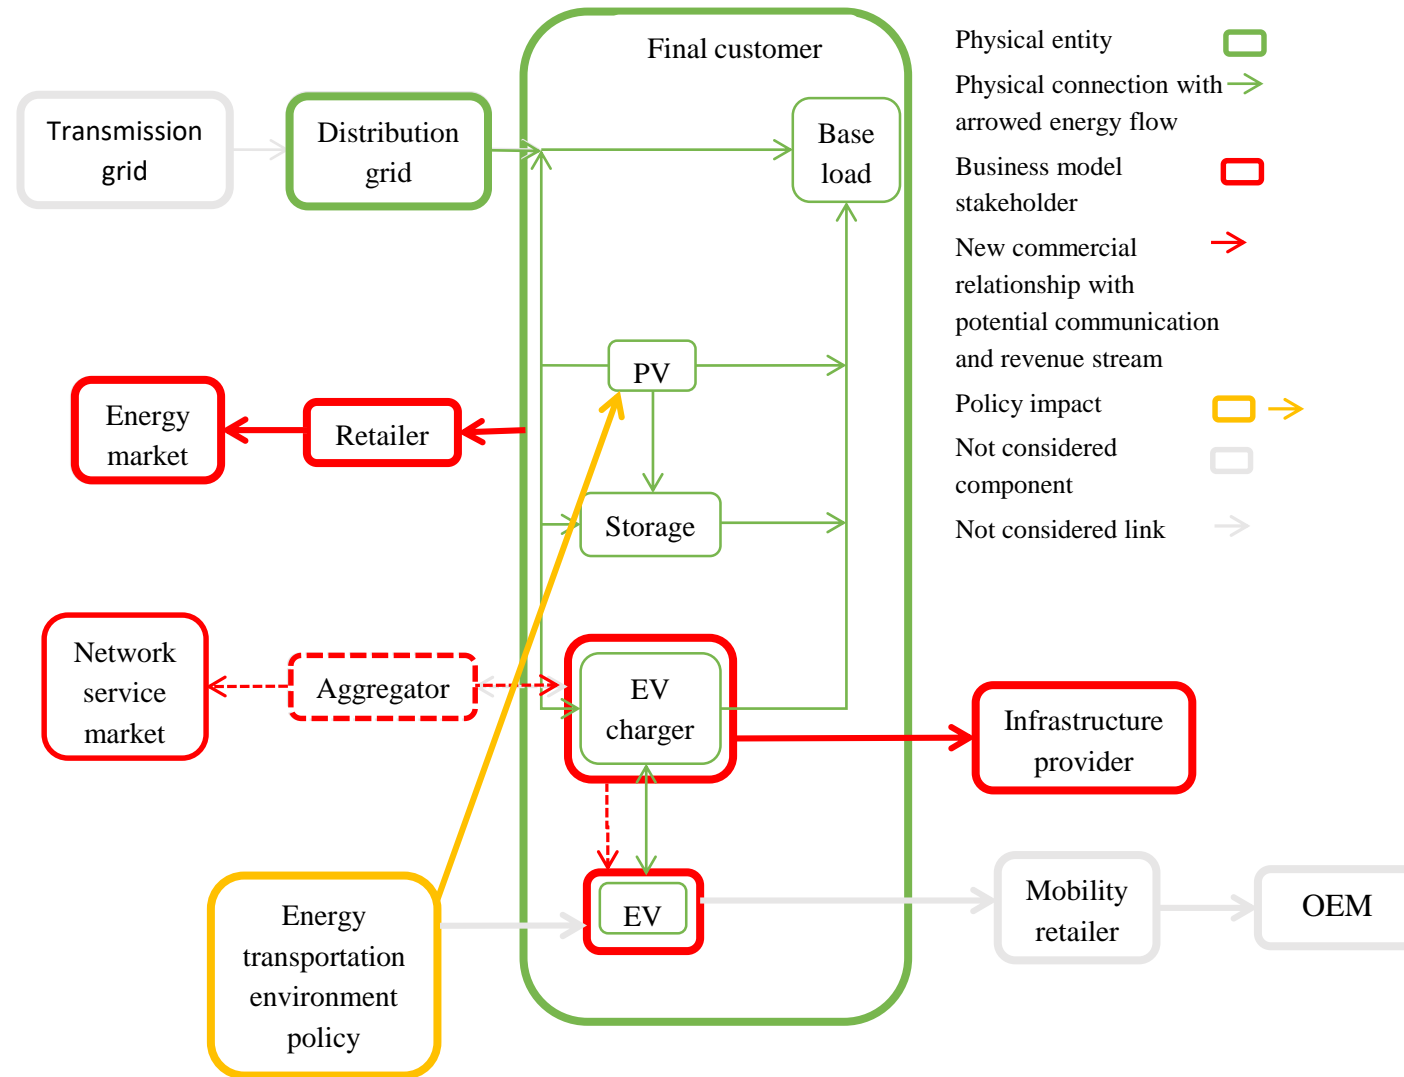 Final customer
Transmission
grid
Distribution
grid
Base
load
PV
Energy
market
Retailer
Storage
Network
service
market
Aggregator
EV
charger
Infrastructure
provider
EV
Mobility
retailer
OEM
Energy
transportation
environment
policy
Physical entity
Physical connection with
arrowed energy flow
Business model
stakeholder
New commercial
relationship with
potential communication
and revenue stream
Policy impact
Not considered
component
Not considered link